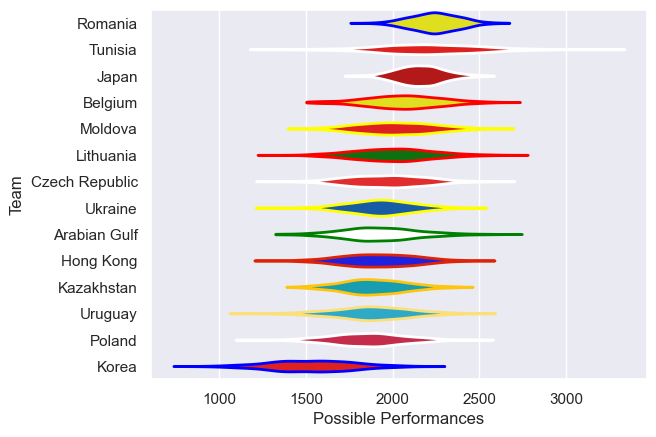 Romania
Tunisia
Japan
Belgium
Moldova
Lithuania
Czech Republic
Ukraine
Arabian Gulf
Hong Kong
Kazakhstan
Uruguay
Poland
Korea
Team
1000 1500 2000 2500 3000
Possible Performances